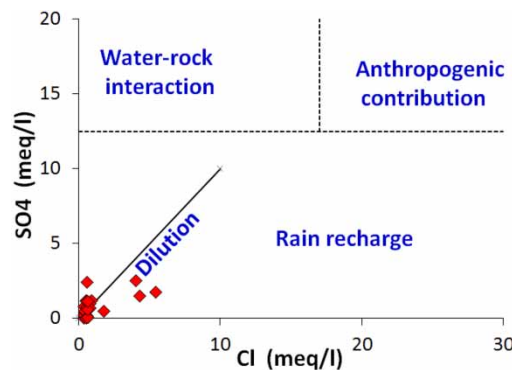 20
15
10
5
0
SO4 (meq/l)
Water-rock
interaction
Anthropogenic
contribution
Dilution
Rain recharge
0
10
20
30
Cl (meq/l)